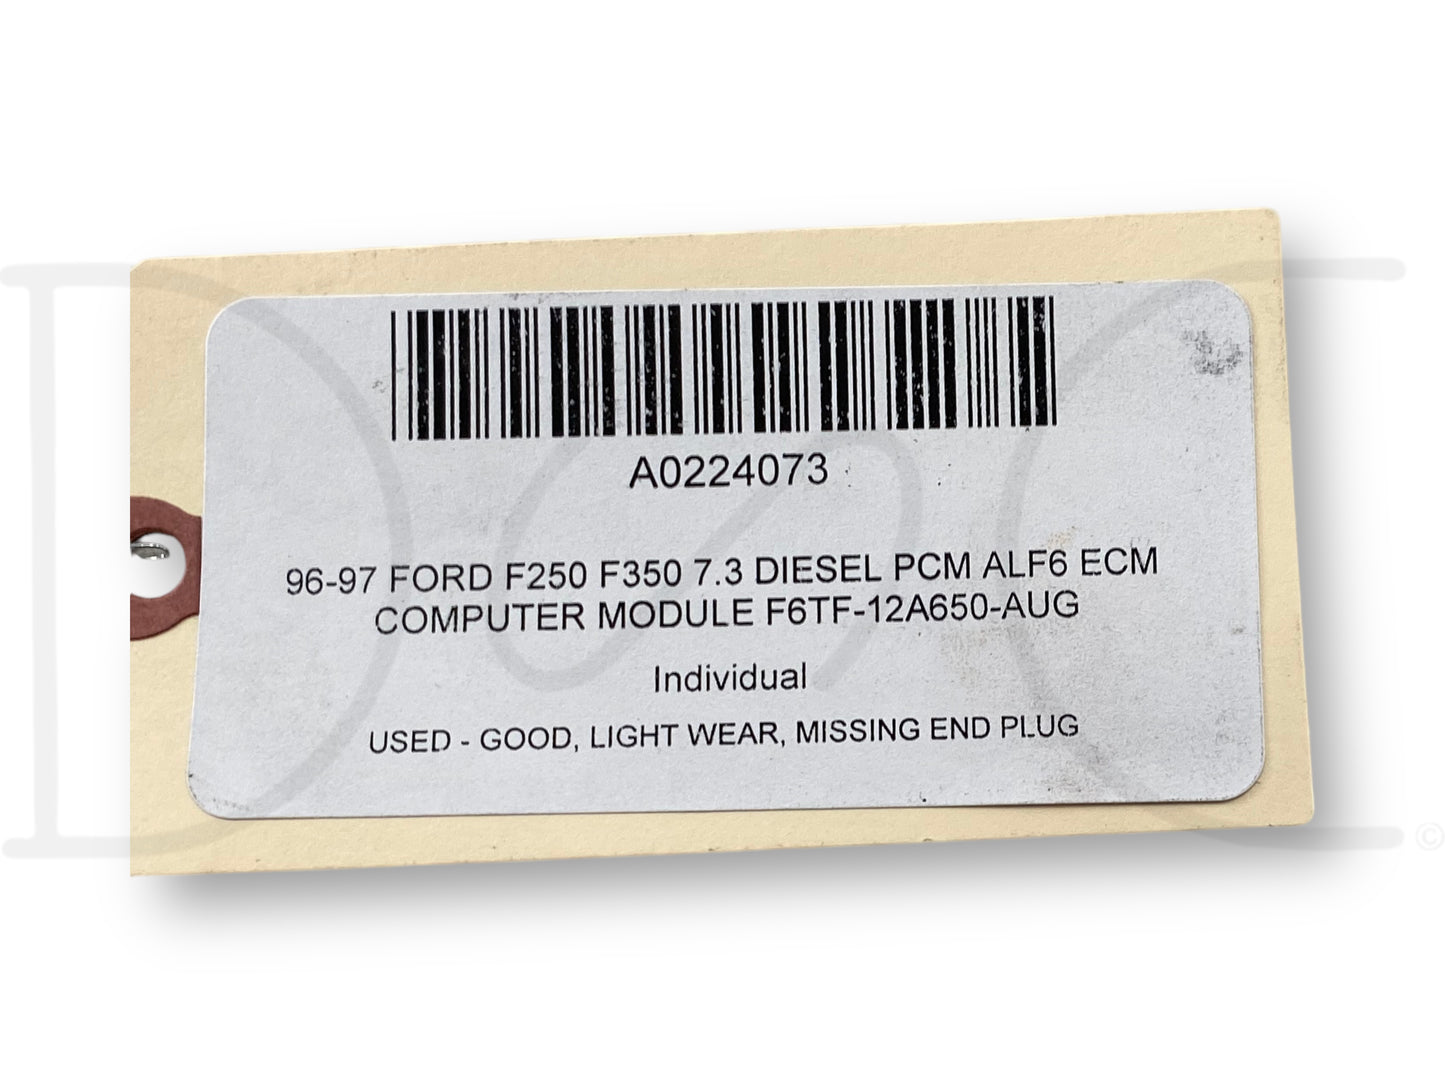 A0224073
96-97 FORD F250 F350 7.3 DIESEL PCM ALF6 ECM
COMPUTER MODULE F6TF-12A650-AUG
Individual
USED - GOOD, LIGHT WEAR, MISSING END PLUG
©